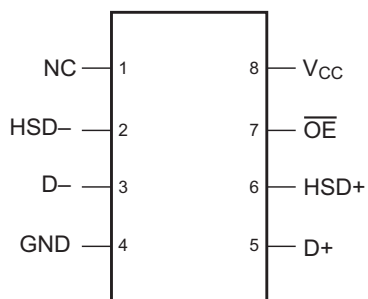 NC 1 8 VCC
HSD– 2 7 OE
D– 3 6 HSD+
GND 4 5 D+